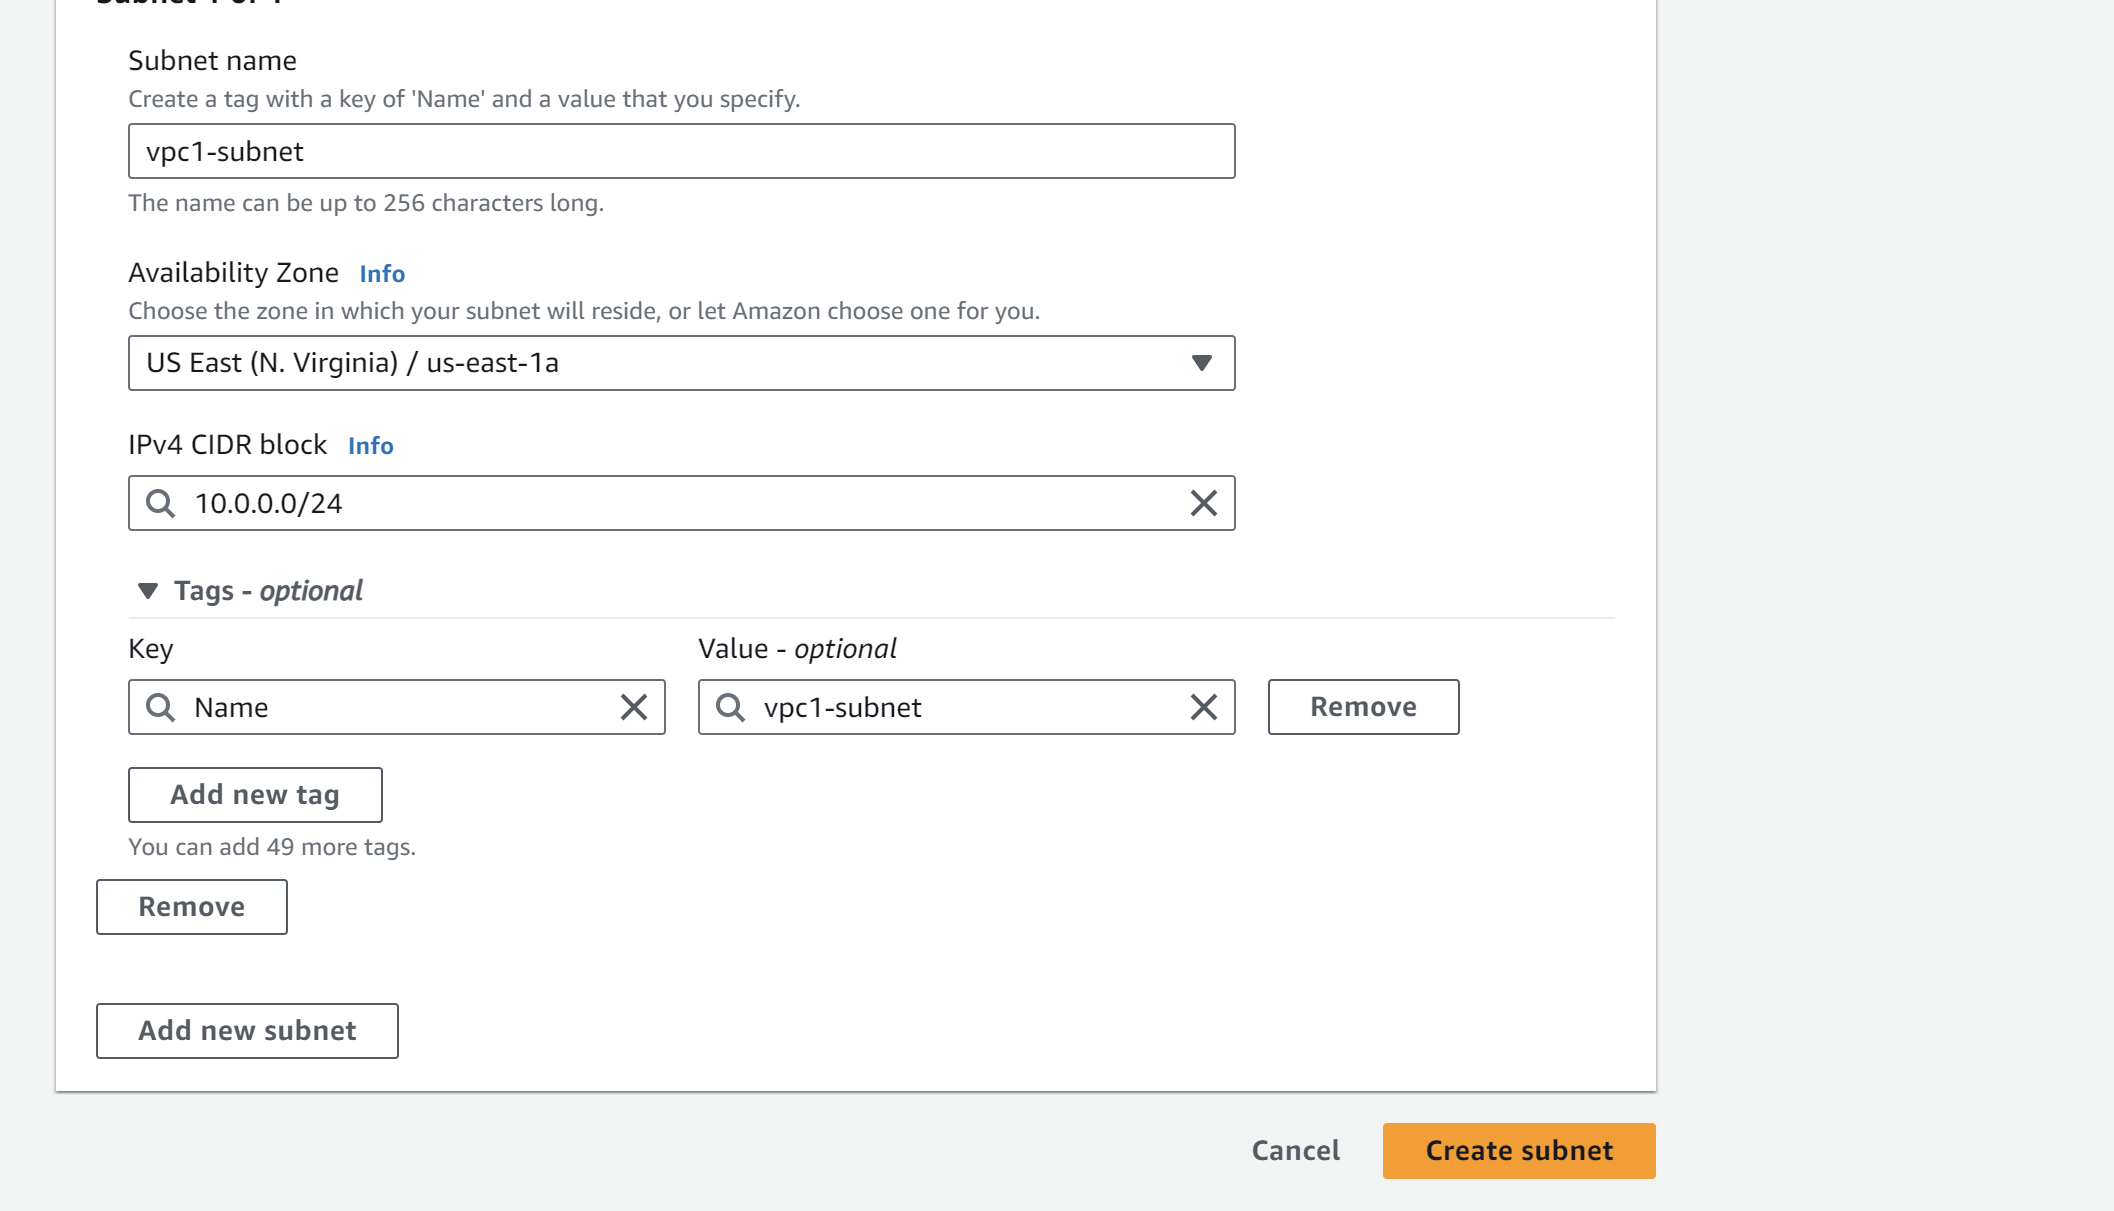 Subnet 1 of 1
Subnet name
Create a tag with a key of 'Name' and a value that you specify.
vpc1-subnet
The name can be up to 256 characters long.
Availability Zone Info
Choose the zone in which your subnet will reside, or let Amazon choose one for you.
US East (N. Virginia) / us-east-1a
IPv4 CIDR block Info
10.0.0.0/24
Tags - optional
Key Value - optional
Name vpc1-subnet Remove
Add new tag
You can add 49 more tags.
Remove
Add new subnet
Cancel Create subnet